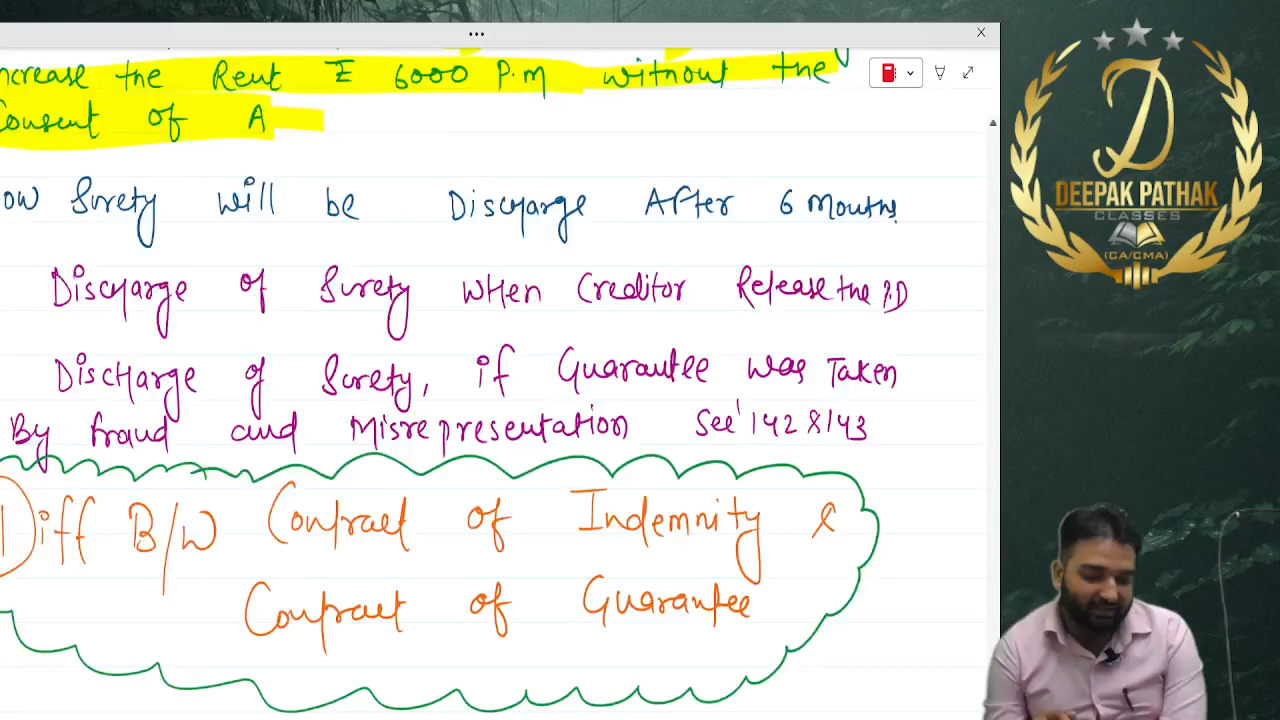 ncrease the Rent I 6000 P.m without the
Consent of A
ow Surety will be Discharge After 6 Months.
Discharge of Surety When Creditor Release the P.D
Discharge of Surety, if Guarantee was Taken
By fraud and Misrepresentation See' 142 & 143
Diff B/W Contract of Indemnity &
Contract of Guarantee
D
DEEPAK PATHAK
CLASSES
(CA/CMA)